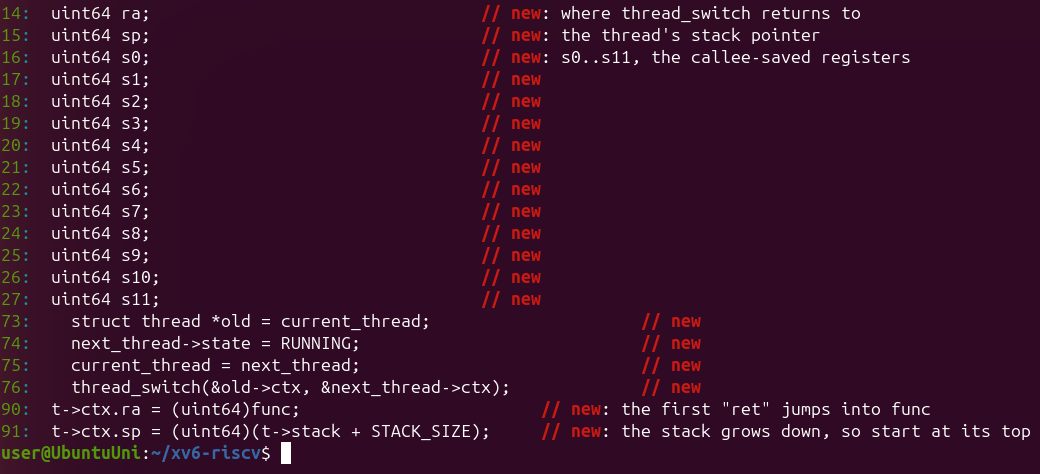 14:  uint64 ra;                                 // new: where thread_switch returns to
15:  uint64 sp;                                 // new: the thread's stack pointer
16:  uint64 s0;                                 // new: s0..s11, the callee-saved registers
17:  uint64 s1;                                 // new
18:  uint64 s2;                                 // new
19:  uint64 s3;                                 // new
20:  uint64 s4;                                 // new
21:  uint64 s5;                                 // new
22:  uint64 s6;                                 // new
23:  uint64 s7;                                 // new
24:  uint64 s8;                                 // new
25:  uint64 s9;                                 // new
26:  uint64 s10;                                // new
27:  uint64 s11;                                // new
73:    struct thread *old = current_thread;                     // new
74:    next_thread->state = RUNNING;                            // new
75:    current_thread = next_thread;                            // new
76:    thread_switch(&old->ctx, &next_thread->ctx);             // new
90:  t->ctx.ra = (uint64)func;                        // new: the first "ret" jumps into func
91:  t->ctx.sp = (uint64)(t->stack + STACK_SIZE);     // new: the stack grows down, so start at its top
user@UbuntuUni:~/xv6-riscv$